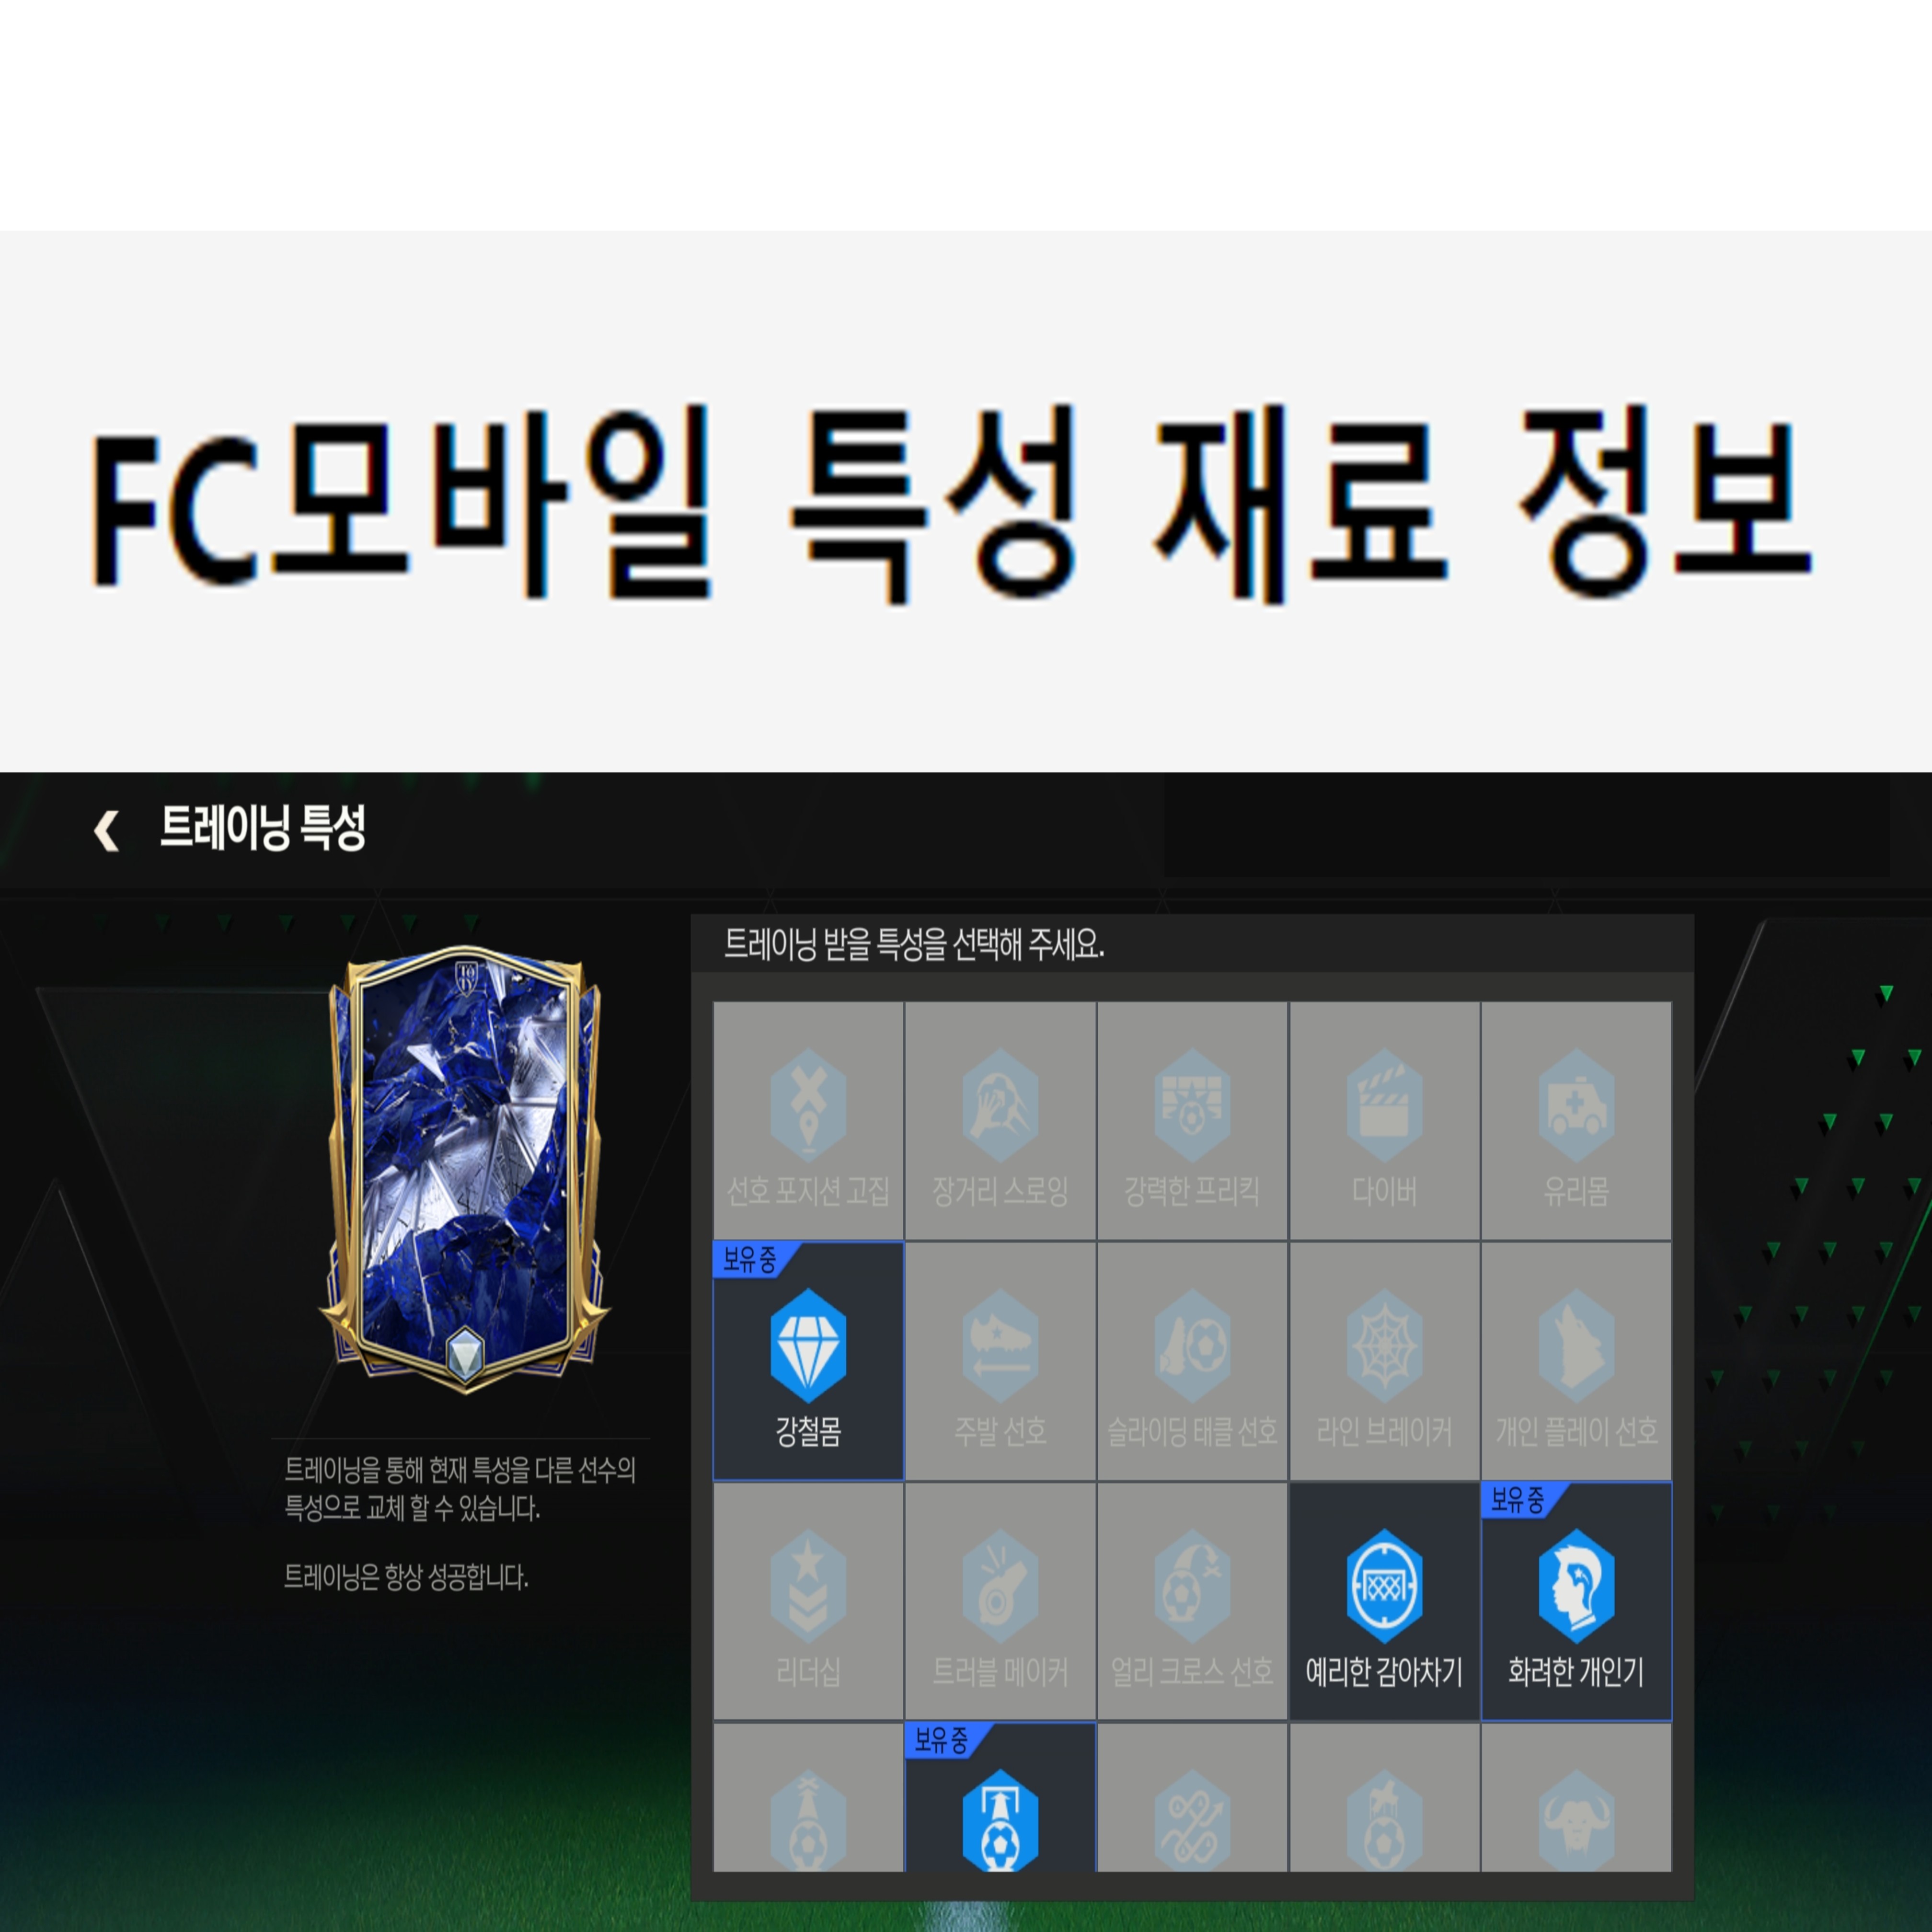 FC모바일 특성 재료 정보
트레이닝 특성
트레이닝 받을 특성을 선택해 주세요.
선호 포지션 고집
장거리 스로잉
강력한 프리킥
다이버
유리몸
보유 중
강철몸
주발 선호
슬라이딩 태클 선호
라인 브레이커
개인 플레이 선호
리더십
트러블 메이커
얼리 크로스 선호
예리한 감아차기
보유 중
화려한 개인기
보유 중
트레이닝을 통해 현재 특성을 다른 선수의
특성으로 교체 할 수 있습니다.
트레이닝은 항상 성공합니다.